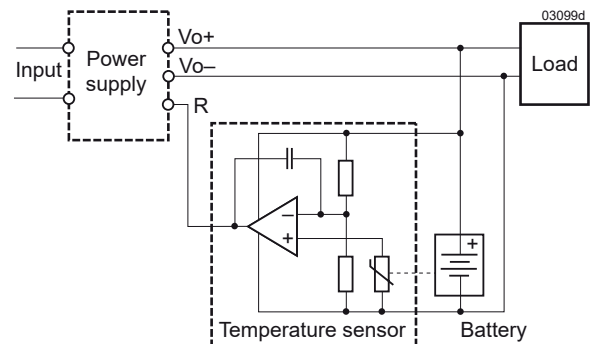 03099d
Vo+
Input
Power
supply
Vo–
Load
R
–
+
+
Temperature sensor
Battery